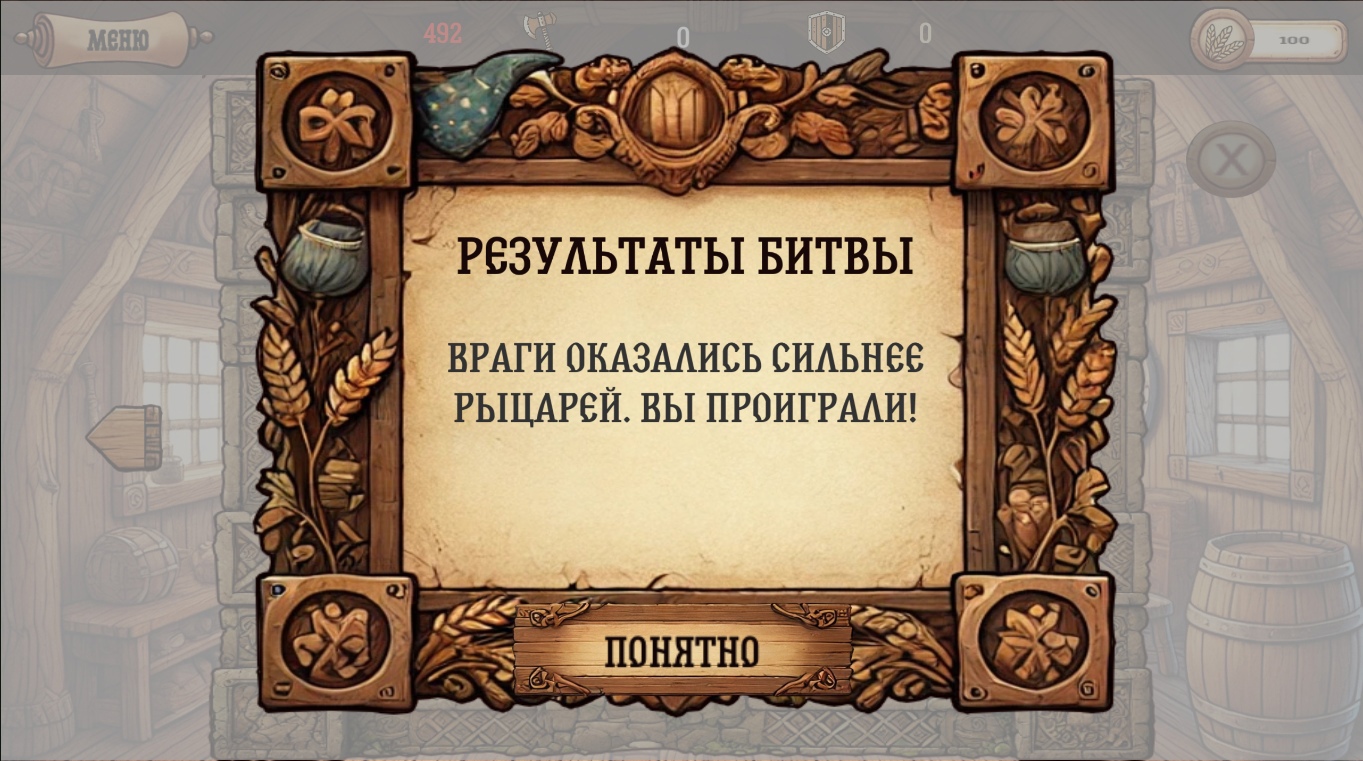 МЕНЮ
492
0
0
100
X
РЕЗУЛЬТАТЫ БИТВЫ
ВРАГИ ОКАЗАЛИСЬ СИЛЬНЕЕ
РЫЦАРЕЙ. ВЫ ПРОИГРАЛИ!
ПОНЯТНО